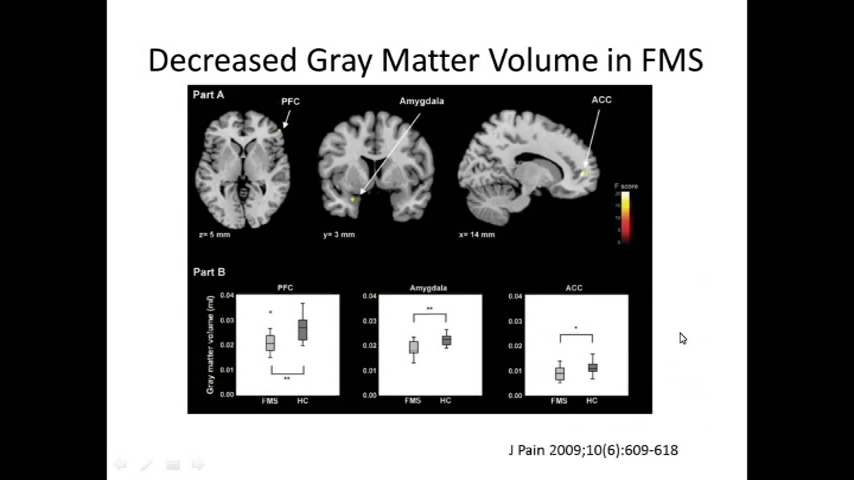 Decreased Gray Matter Volume in FMS
Part A
PFC
Amygdala
ACC
F score
z= 5 mm
y= 3 mm
x= 14 mm
Part B
PFC
Amygdala
ACC
Gray matter volume (ml)
0.04
0.03
0.02
0.01
0.00
*
**
FMS HC
0.04
0.03
0.02
0.01
0.00
**
FMS HC
0.04
0.03
0.02
0.01
0.00
*
FMS HC
J Pain 2009;10(6):609-618